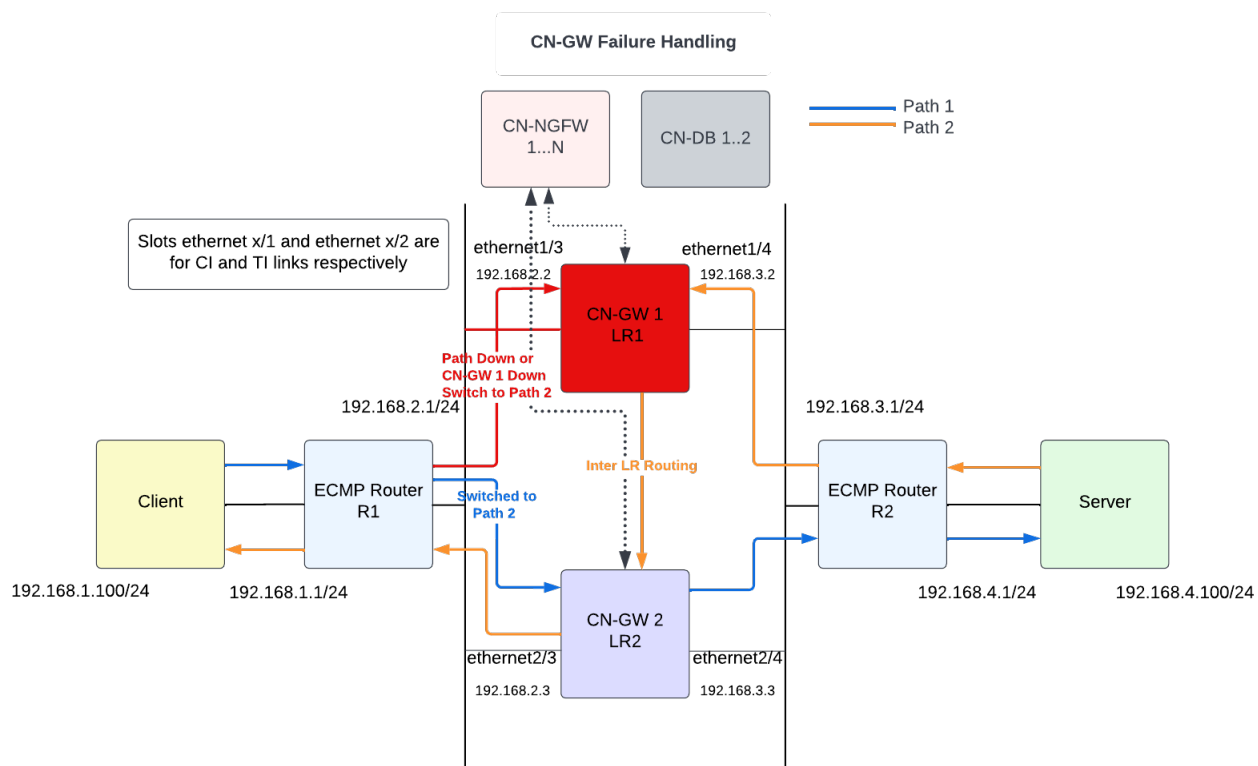 CN-GW Failure Handling
CN-NGFW
1...N
CN-DB 1..2
Path 1
Path 2
Slots ethernet x/1 and ethernet x/2 are
for CI and TI links respectively
ethernet1/3
192.168.2.2
ethernet1/4
192.168.3.2
CN-GW 1
LR1
Path Down or
CN-GW 1 Down
Switch to Path 2
192.168.2.1/24
192.168.3.1/24
Client
ECMP Router
R1
Switched to
Path 2
Inter LR Routing
ECMP Router
R2
Server
192.168.1.100/24
192.168.1.1/24
192.168.4.1/24
192.168.4.100/24
CN-GW 2
LR2
ethernet2/3
192.168.2.3
ethernet2/4
192.168.3.3